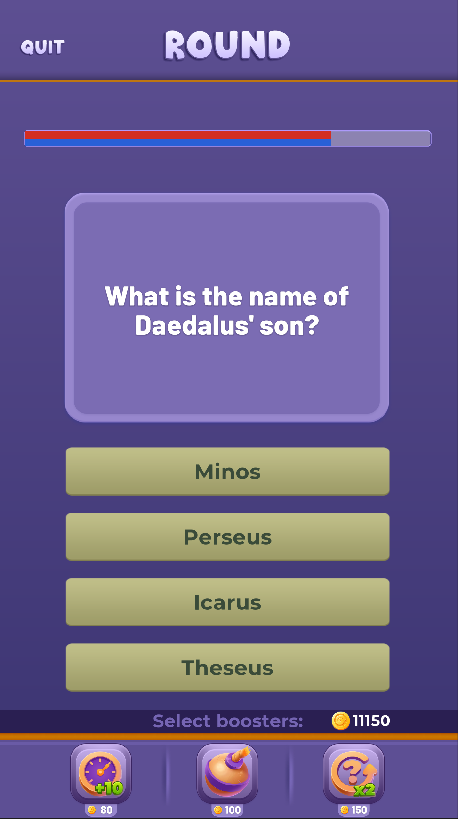 QUIT
ROUND
What is the name of
Daedalus' son?
Minos
Perseus
Icarus
Theseus
Select boosters: 11150
+10
x2
80
100
150